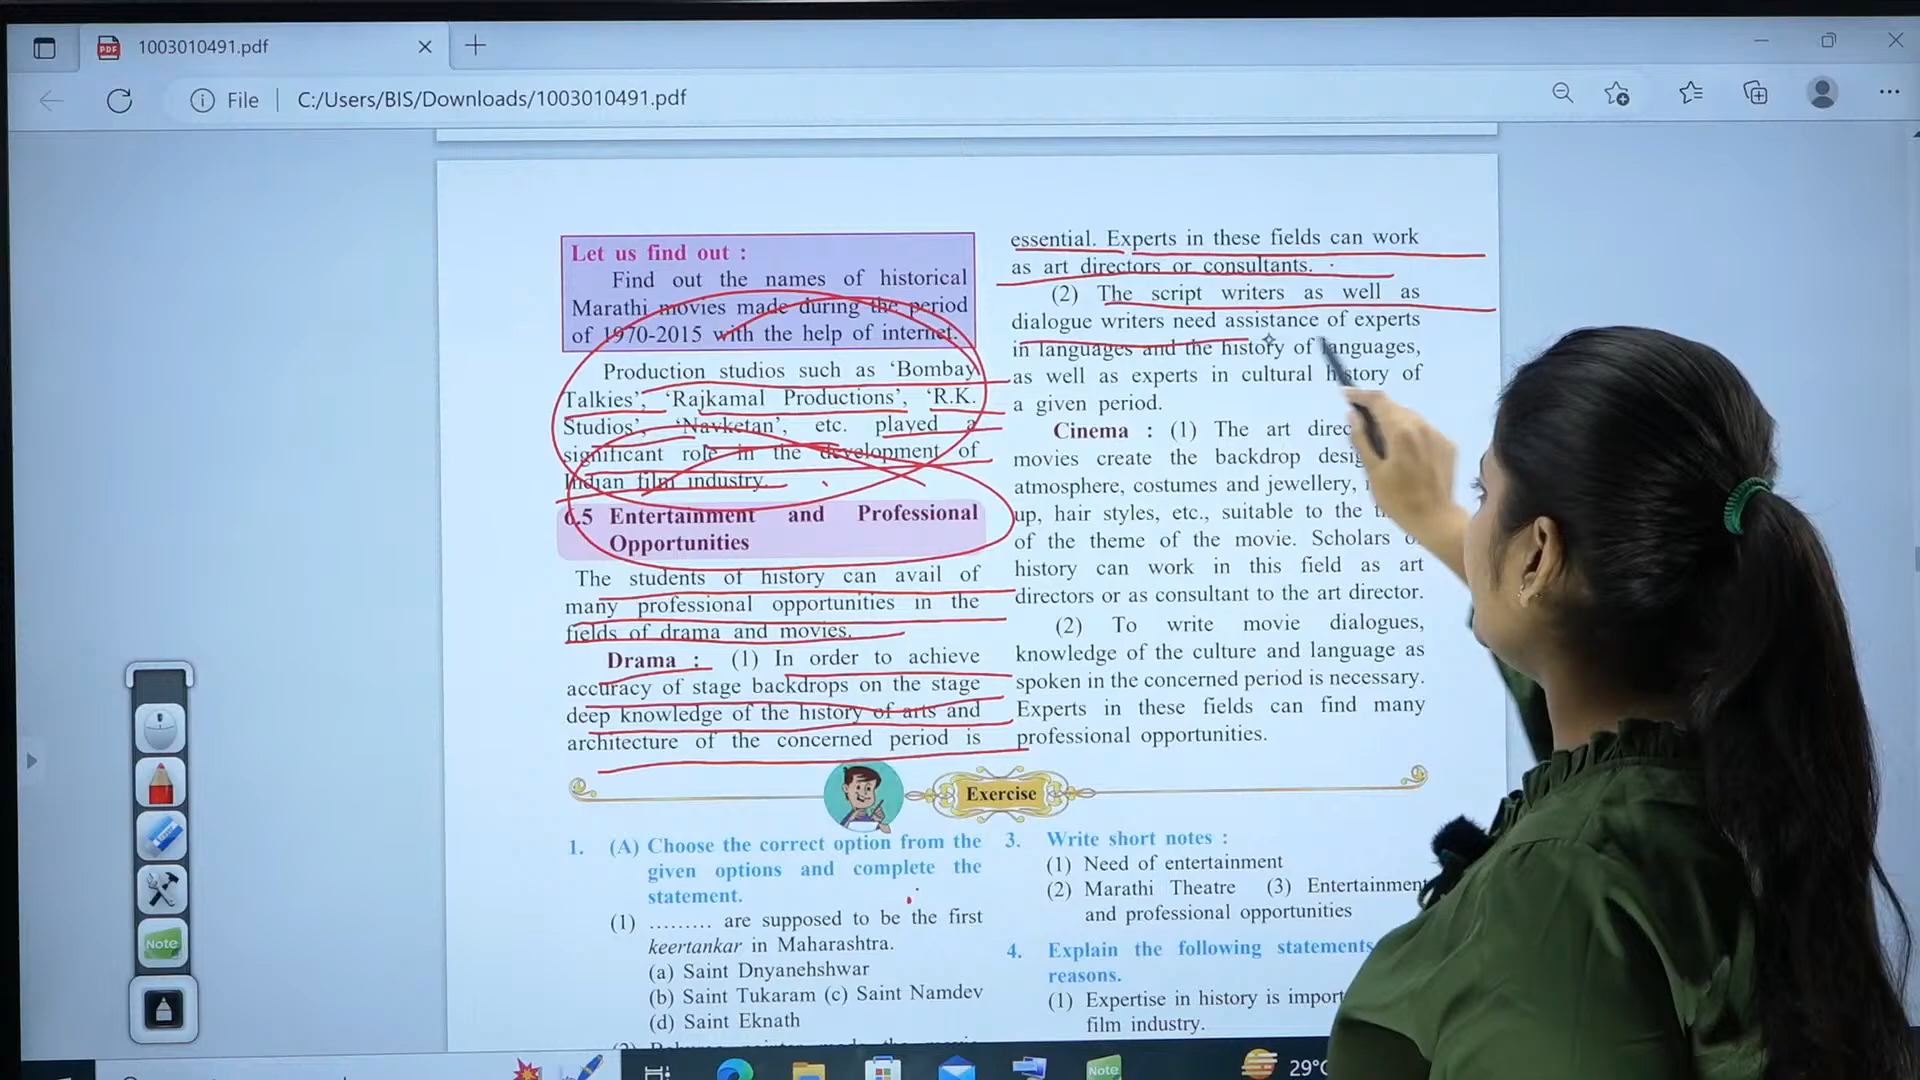 1003010491.pdf
File
C:/Users/BIS/Downloads/1003010491.pdf
Let us find out :
Find out the names of historical
Marathi movies made during the period
of 1970-2015 with the help of internet.
Production studios such as ‘Bombay
Talkies’, ‘Rajkamal Productions’, ‘R.K.
Studios’, ‘Navketan’, etc. played a
significant role in the development of
Indian film industry.
6.5 Entertainment and Professional
Opportunities
The students of history can avail of
many professional opportunities in the
fields of drama and movies.
Drama : (1) In order to achieve
accuracy of stage backdrops on the stage
deep knowledge of the history of arts and
architecture of the concerned period is
essential. Experts in these fields can work
as art directors or consultants.
(2) The script writers as well as
dialogue writers need assistance of experts
in languages and the history of languages,
as well as experts in cultural history of
a given period.
Cinema : (1) The art
movies create the backdrop
atmosphere, costumes and jewellery,
up, hair styles, etc., suitable to the
of the theme of the movie. Scholars
history can work in this field as art
directors or as consultant to the art director.
(2) To write movie dialogues,
knowledge of the culture and language as
spoken in the concerned period is necessary.
Experts in these fields can find many
professional opportunities.
Exercise
1. (A) Choose the correct option from the
given options and complete the
statement.
(1) ......... are supposed to be the first
keertankar in Maharashtra.
(a) Saint Dnyanehshwar
(b) Saint Tukaram (c) Saint Namdev
(d) Saint Eknath
3. Write short notes :
(1) Need of entertainment
(2) Marathi Theatre (3) Entertainment
and professional opportunities
4. Explain the following statements
reasons.
(1) Expertise in history is
film industry.
Note
Note
29°C